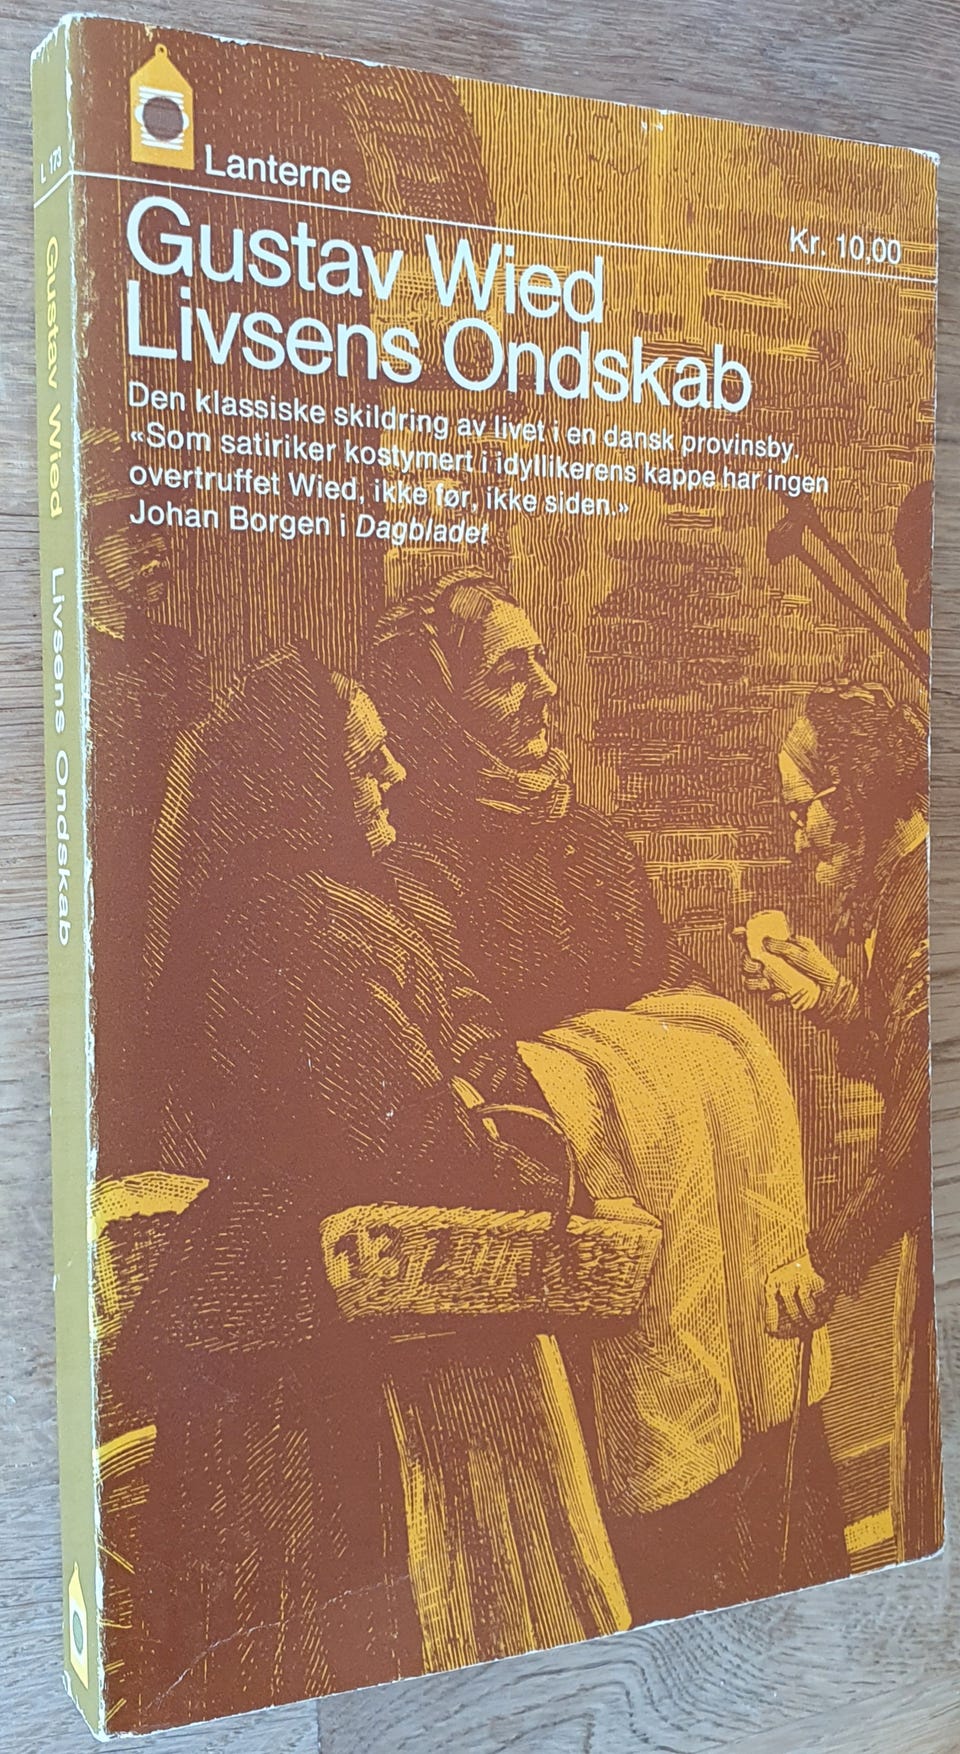 Lanterne
Kr. 10,00
Gustav Wied
Livsens Ondskab
Den klassiske skildring av livet i en dansk provinsby.
«Som satiriker kostymert i idyllikerens kappe har ingen
overtruffet Wied, ikke før, ikke siden.»
Johan Borgen i Dagbladet
L 173
Gustav Wied Livsens Ondskab